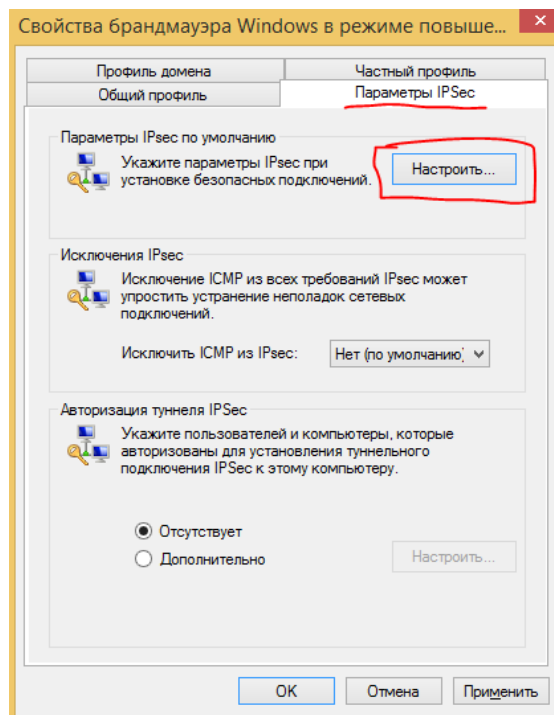 Свойства брандмауэра Windows в режиме повыше...
Профиль домена
Частный профиль
Общий профиль
Параметры IPSec
Параметры IPsec по умолчанию
Укажите параметры IPsec при
установке безопасных подключений.
Настроить...
Исключения IPsec
Исключение ICMP из всех требований IPsec может
упростить устранение неполадок сетевых
подключений.
Исключить ICMP из IPsec:
Нет (по умолчанию)
Авторизация туннеля IPSec
Укажите пользователей и компьютеры, которые
авторизованы для установления туннельного
подключения IPSec к этому компьютеру.
Отсутствует
Дополнительно
Настроить...
OK
Отмена
Применить